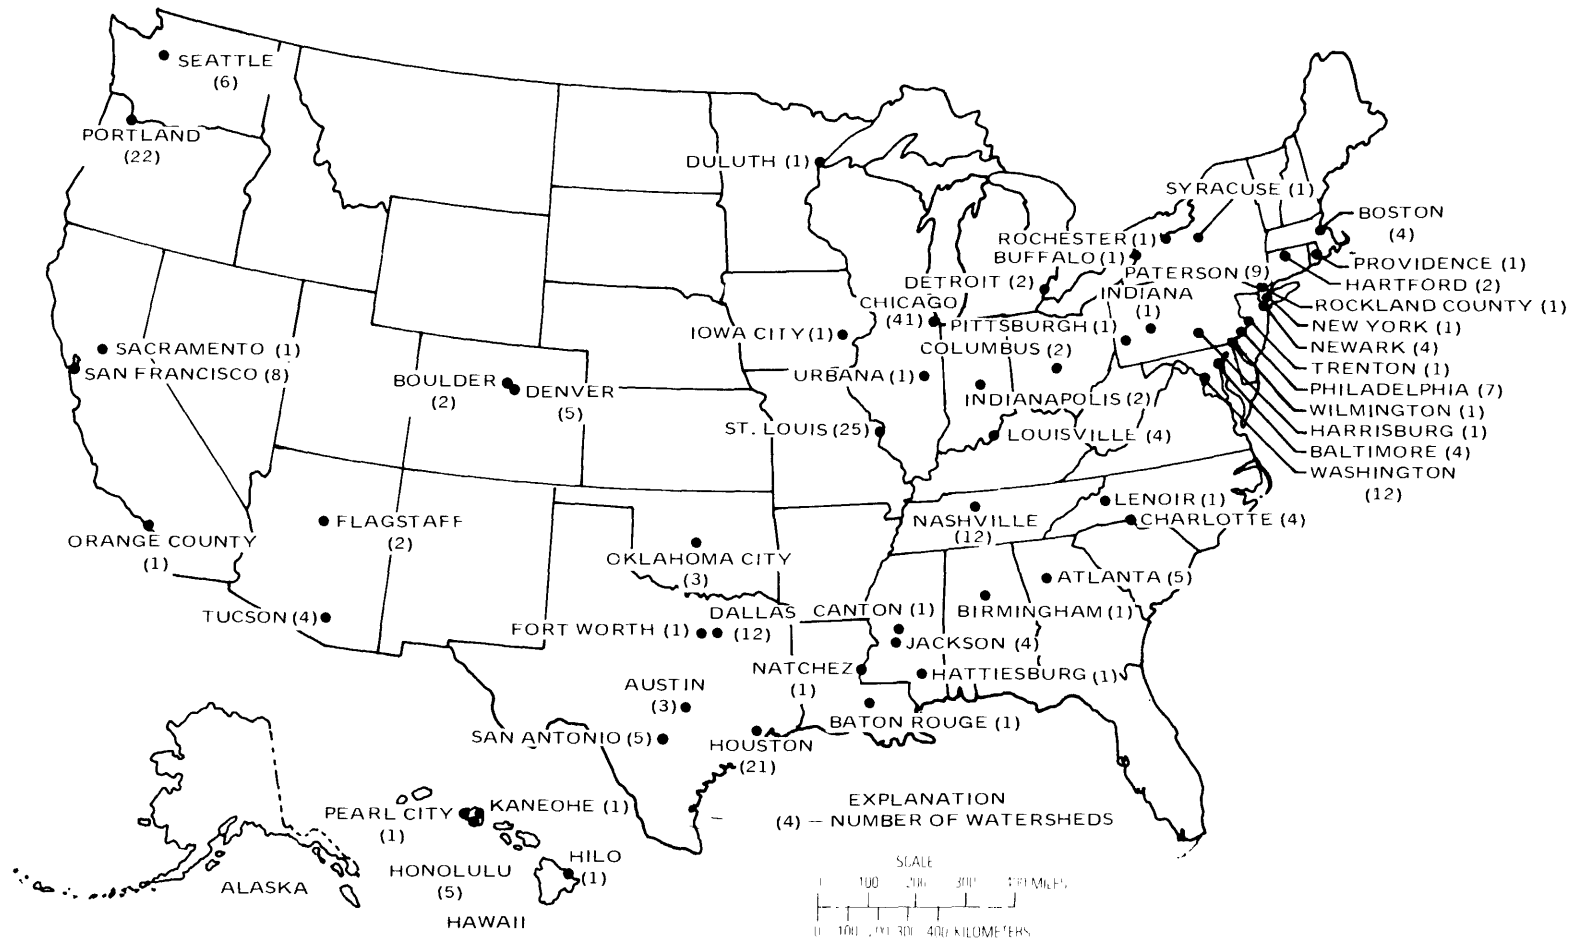 SEATTLE
(6)
PORTLAND
(22)
DULUTH (1)
SYRACUSE (1)
BOSTON
(4)
ROCHESTER (1)
BUFFALO (1)
PROVIDENCE (1)
PATERSON (9)
HARTFORD (2)
DETROIT (2)
INDIANA
(1)
CHICAGO
(41)
ROCKLAND COUNTY (1)
PITTSBURGH (1)
NEW YORK (1)
IOWA CITY (1)
COLUMBUS (2)
NEWARK (4)
SACRAMENTO (1)
SAN FRANCISCO (8)
TRENTON (1)
BOULDER
(2)
DENVER
(5)
URBANA (1)
PHILADELPHIA (7)
INDIANAPOLIS (2)
WILMINGTON (1)
ST. LOUIS (25)
LOUISVILLE (4)
HARRISBURG (1)
BALTIMORE (4)
WASHINGTON
(12)
LENOIR (1)
FLAGSTAFF
(2)
NASHVILLE
(12)
CHARLOTTE (4)
ORANGE COUNTY
(1)
OKLAHOMA CITY
(3)
ATLANTA (5)
TUCSON (4)
DALLAS
(12)
CANTON (1)
BIRMINGHAM (1)
FORT WORTH (1)
JACKSON (4)
NATCHEZ
(1)
HATTIESBURG (1)
AUSTIN
(3)
BATON ROUGE (1)
SAN ANTONIO (5)
HOUSTON
(21)
EXPLANATION
(4) - NUMBER OF WATERSHEDS
PEARL CITY
(1)
KANEOHE (1)
HONOLULU
(5)
HILO
(1)
ALASKA
HAWAII
SCALE
0 100 200 300 400 MILES
0 100 200 300 400 KILOMETERS